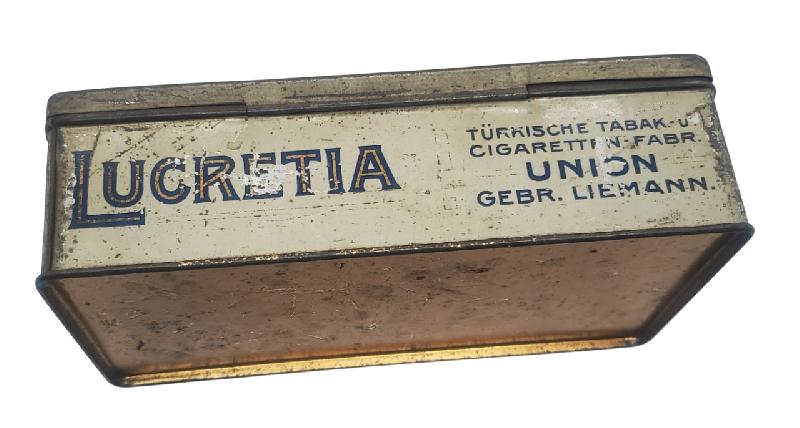 LUCRETIA
TÜRKISCHE TABAK- U.
CIGARETTEN-FABR.
UNION
GEBR. LIEMANN.